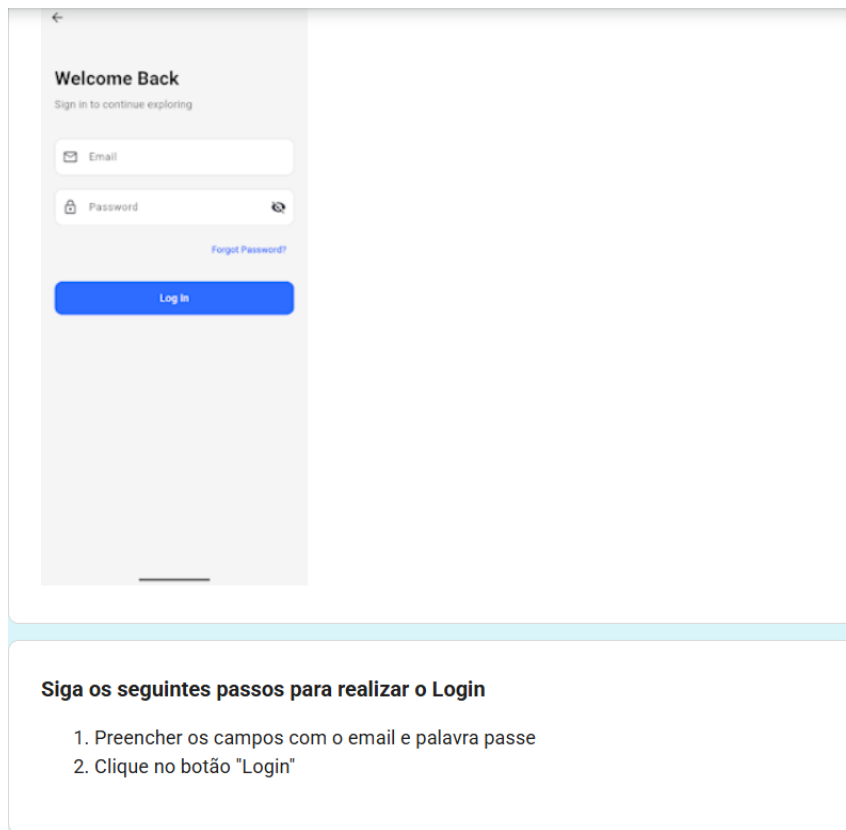 Welcome Back
Sign in to continue exploring
Email
Password
Forgot Password?
Log In
Siga os seguintes passos para realizar o Login
1. Preencher os campos com o email e palavra passe
2. Clique no botão "Login"